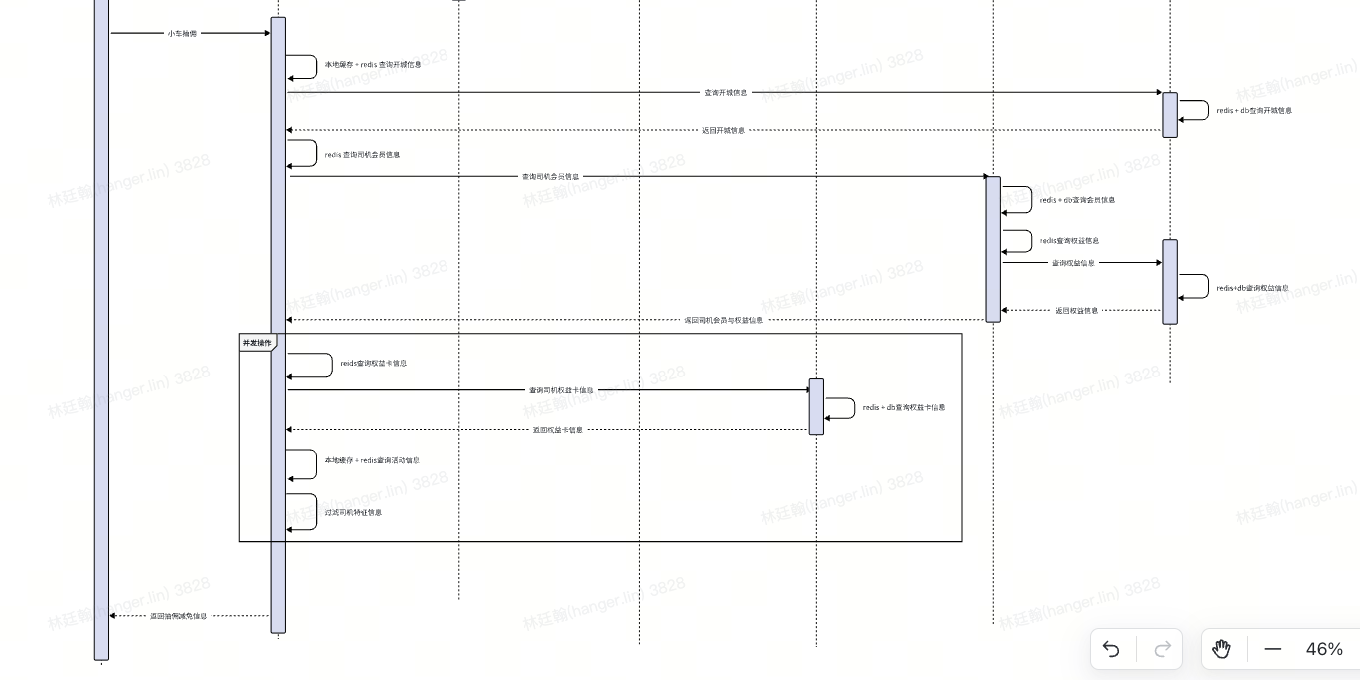 小车抽佣
本地缓存 + redis 查询开城信息
查询开城信息
redis + db查询开城信息
返回开城信息
redis 查询司机会员信息
查询司机会员信息
redis + db查询会员信息
redis查询权益信息
查询权益信息
redis+db查询权益信息
返回权益信息
返回司机会员与权益信息
并发操作
reids查询权益卡信息
查询司机权益卡信息
redis + db查询权益卡信息
返回权益卡信息
本地缓存 + redis查询活动信息
过滤司机特征信息
返回抽佣减免信息
林廷翰(hanger.lin) 3828
46%